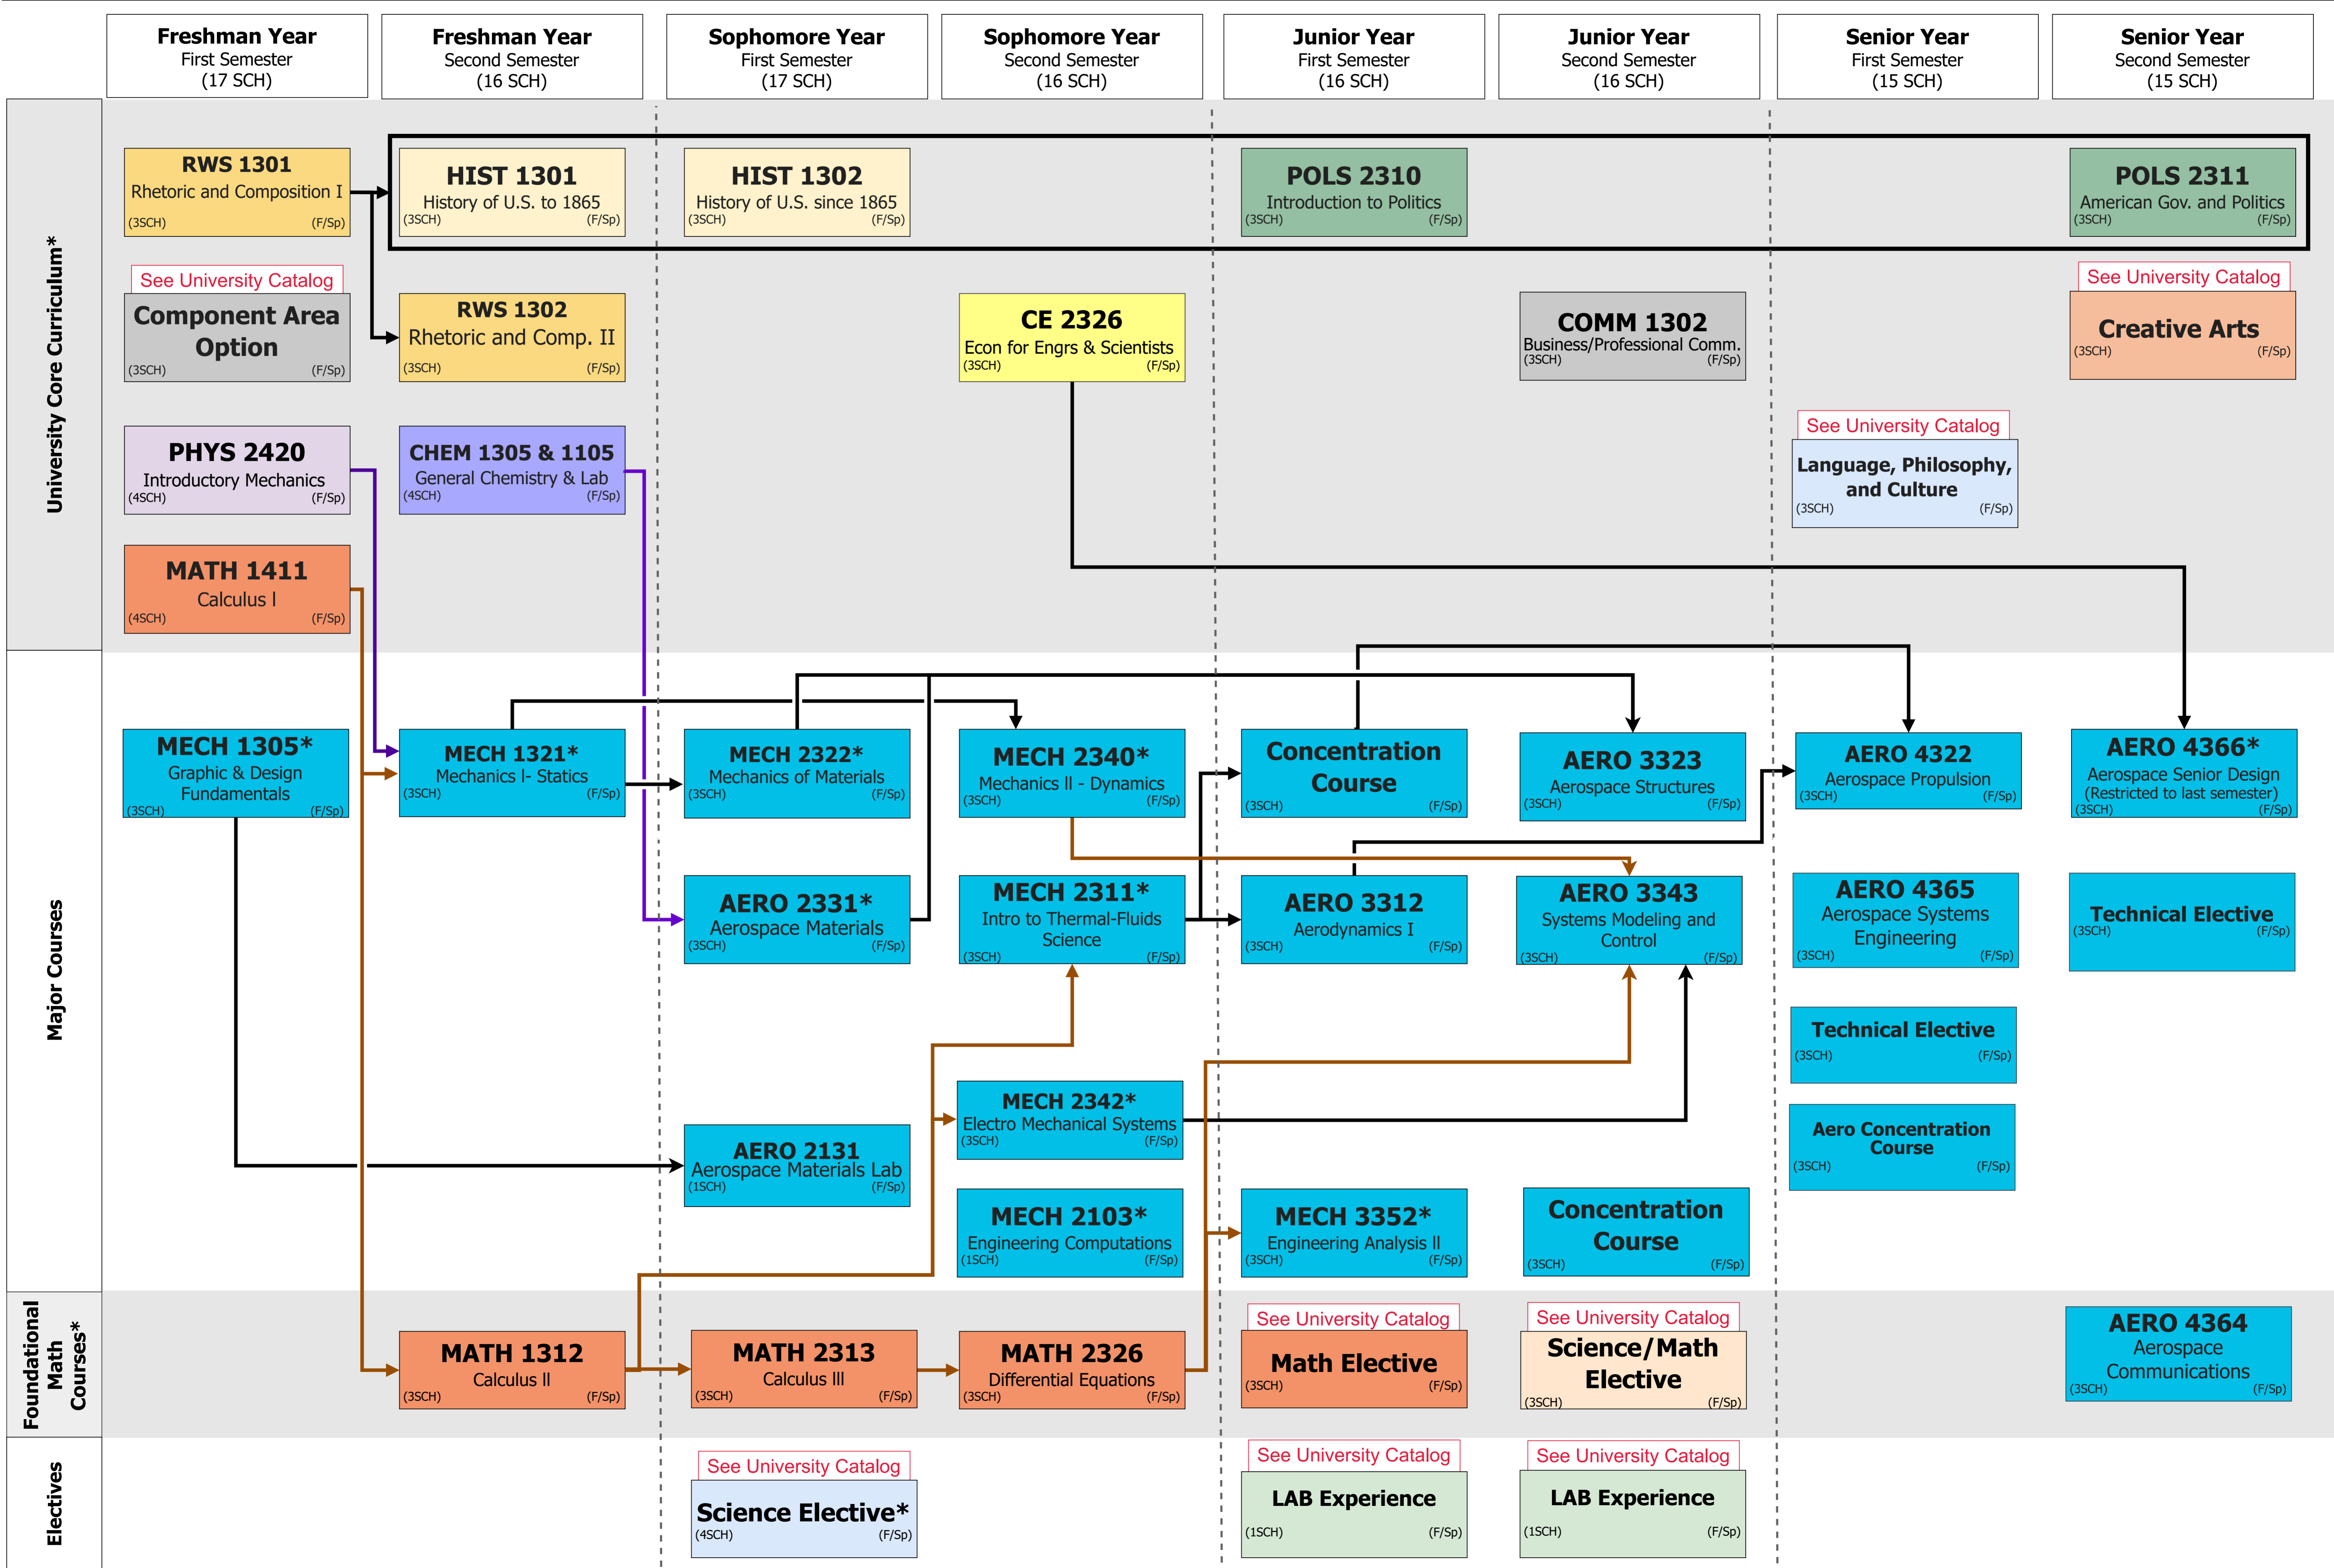 Freshman Year
First Semester
(17 SCH)
Freshman Year
Second Semester
(16 SCH)
Sophomore Year
First Semester
(17 SCH)
Sophomore Year
Second Semester
(16 SCH)
Junior Year
First Semester
(16 SCH)
Junior Year
Second Semester
(16 SCH)
Senior Year
First Semester
(15 SCH)
Senior Year
Second Semester
(15 SCH)
University Core Curriculum*
RWS 1301
Rhetoric and Composition I
(3SCH) (F/Sp)
HIST 1301
History of U.S. to 1865
(3SCH) (F/Sp)
HIST 1302
History of U.S. since 1865
(3SCH) (F/Sp)
POLS 2310
Introduction to Politics
(3SCH) (F/Sp)
POLS 2311
American Gov. and Politics
(3SCH) (F/Sp)
See University Catalog
Component Area
Option
(3SCH) (F/Sp)
RWS 1302
Rhetoric and Comp. II
(3SCH) (F/Sp)
CE 2326
Econ for Engrs & Scientists
(3SCH) (F/Sp)
COMM 1302
Business/Professional Comm.
(3SCH) (F/Sp)
See University Catalog
Creative Arts
(3SCH) (F/Sp)
PHYS 2420
Introductory Mechanics
(4SCH) (F/Sp)
CHEM 1305 & 1105
General Chemistry & Lab
(4SCH) (F/Sp)
See University Catalog
Language, Philosophy,
and Culture
(3SCH) (F/Sp)
MATH 1411
Calculus I
(4SCH) (F/Sp)
Major Courses
MECH 1305*
Graphic & Design
Fundamentals
(3SCH) (F/Sp)
MECH 1321*
Mechanics I- Statics
(3SCH) (F/Sp)
MECH 2322*
Mechanics of Materials
(3SCH) (F/Sp)
MECH 2340*
Mechanics II - Dynamics
(3SCH) (F/Sp)
Concentration
Course
(3SCH) (F/Sp)
AERO 3323
Aerospace Structures
(3SCH) (F/Sp)
AERO 4322
Aerospace Propulsion
(3SCH) (F/Sp)
AERO 4366*
Aerospace Senior Design
(Restricted to last semester)
(3SCH) (F/Sp)
AERO 2331*
Aerospace Materials
(3SCH) (F/Sp)
MECH 2311*
Intro to Thermal-Fluids
Science
(3SCH) (F/Sp)
AERO 3312
Aerodynamics I
(3SCH) (F/Sp)
AERO 3343
Systems Modeling and
Control
(3SCH) (F/Sp)
AERO 4365
Aerospace Systems
Engineering
(3SCH) (F/Sp)
Technical Elective
(3SCH) (F/Sp)
Technical Elective
(3SCH) (F/Sp)
AERO 2131
Aerospace Materials Lab
(1SCH) (F/Sp)
MECH 2342*
Electro Mechanical Systems
(3SCH) (F/Sp)
Aero Concentration
Course
(3SCH) (F/Sp)
MECH 2103*
Engineering Computations
(1SCH) (F/Sp)
MECH 3352*
Engineering Analysis II
(3SCH) (F/Sp)
Concentration
Course
(3SCH) (F/Sp)
Foundational
Math
Courses*
MATH 1312
Calculus II
(3SCH) (F/Sp)
MATH 2313
Calculus III
(3SCH) (F/Sp)
MATH 2326
Differential Equations
(3SCH) (F/Sp)
See University Catalog
Math Elective
(3SCH) (F/Sp)
See University Catalog
Science/Math
Elective
(3SCH) (F/Sp)
AERO 4364
Aerospace
Communications
(3SCH) (F/Sp)
Electives
See University Catalog
Science Elective*
(4SCH) (F/Sp)
See University Catalog
LAB Experience
(1SCH) (F/Sp)
See University Catalog
LAB Experience
(1SCH) (F/Sp)